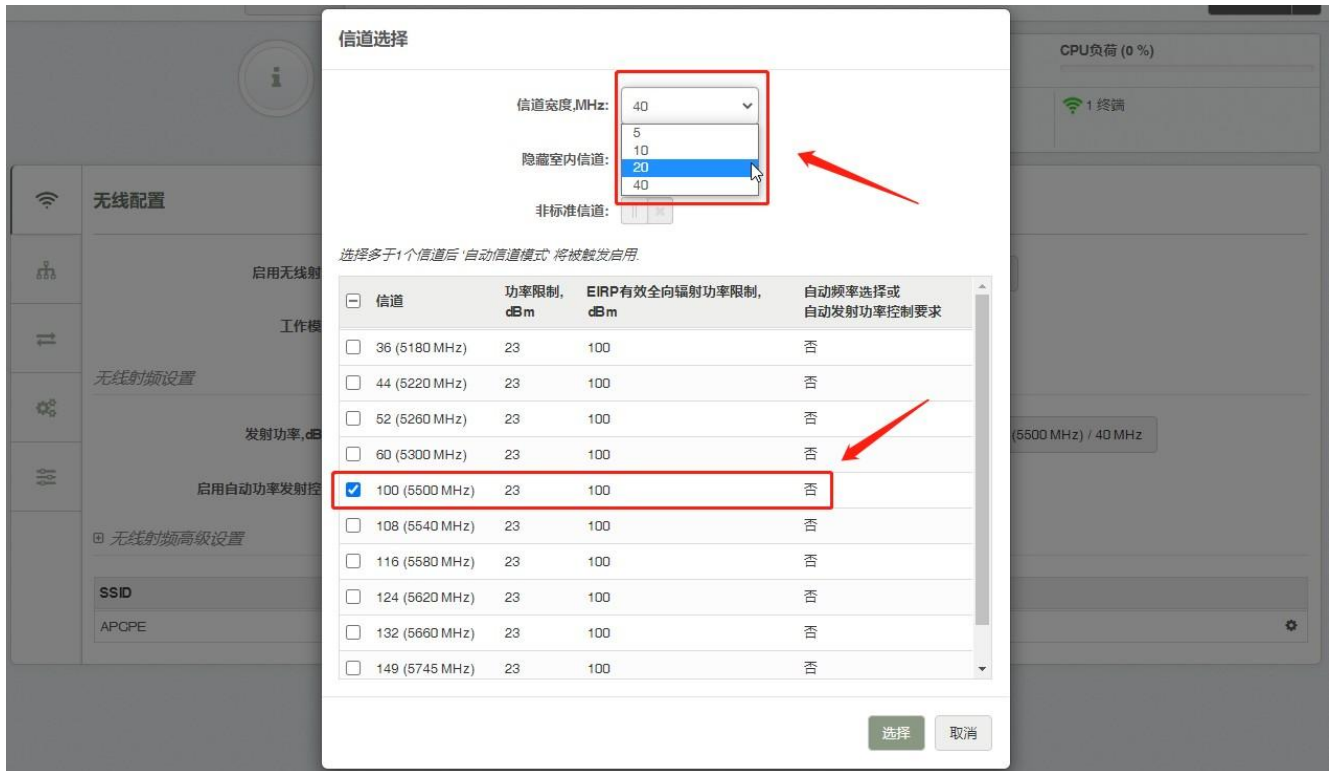 信道选择
CPU负荷 (0 %)
信道宽度,MHz: 40
5
10
20
40
1 终端
隐藏室内信道:
非标准信道:
无线配置
选择多于1个信道后 '自动信道模式' 将被触发启用.
启用无线射
信道
功率限制,
dBm
EIRP有效全向辐射功率限制,
dBm
自动频率选择或
自动发射功率控制要求
工作模
36 (5180 MHz) 23 100 否
无线射频设置
44 (5220 MHz) 23 100 否
52 (5260 MHz) 23 100 否
发射功率,dB
(5500 MHz) / 40 MHz
60 (5300 MHz) 23 100 否
启用自动功率发射控
100 (5500 MHz) 23 100 否
108 (5540 MHz) 23 100 否
无线射频高级设置
116 (5580 MHz) 23 100 否
SSID
124 (5620 MHz) 23 100 否
APCPE
132 (5660 MHz) 23 100 否
149 (5745 MHz) 23 100 否
选择
取消